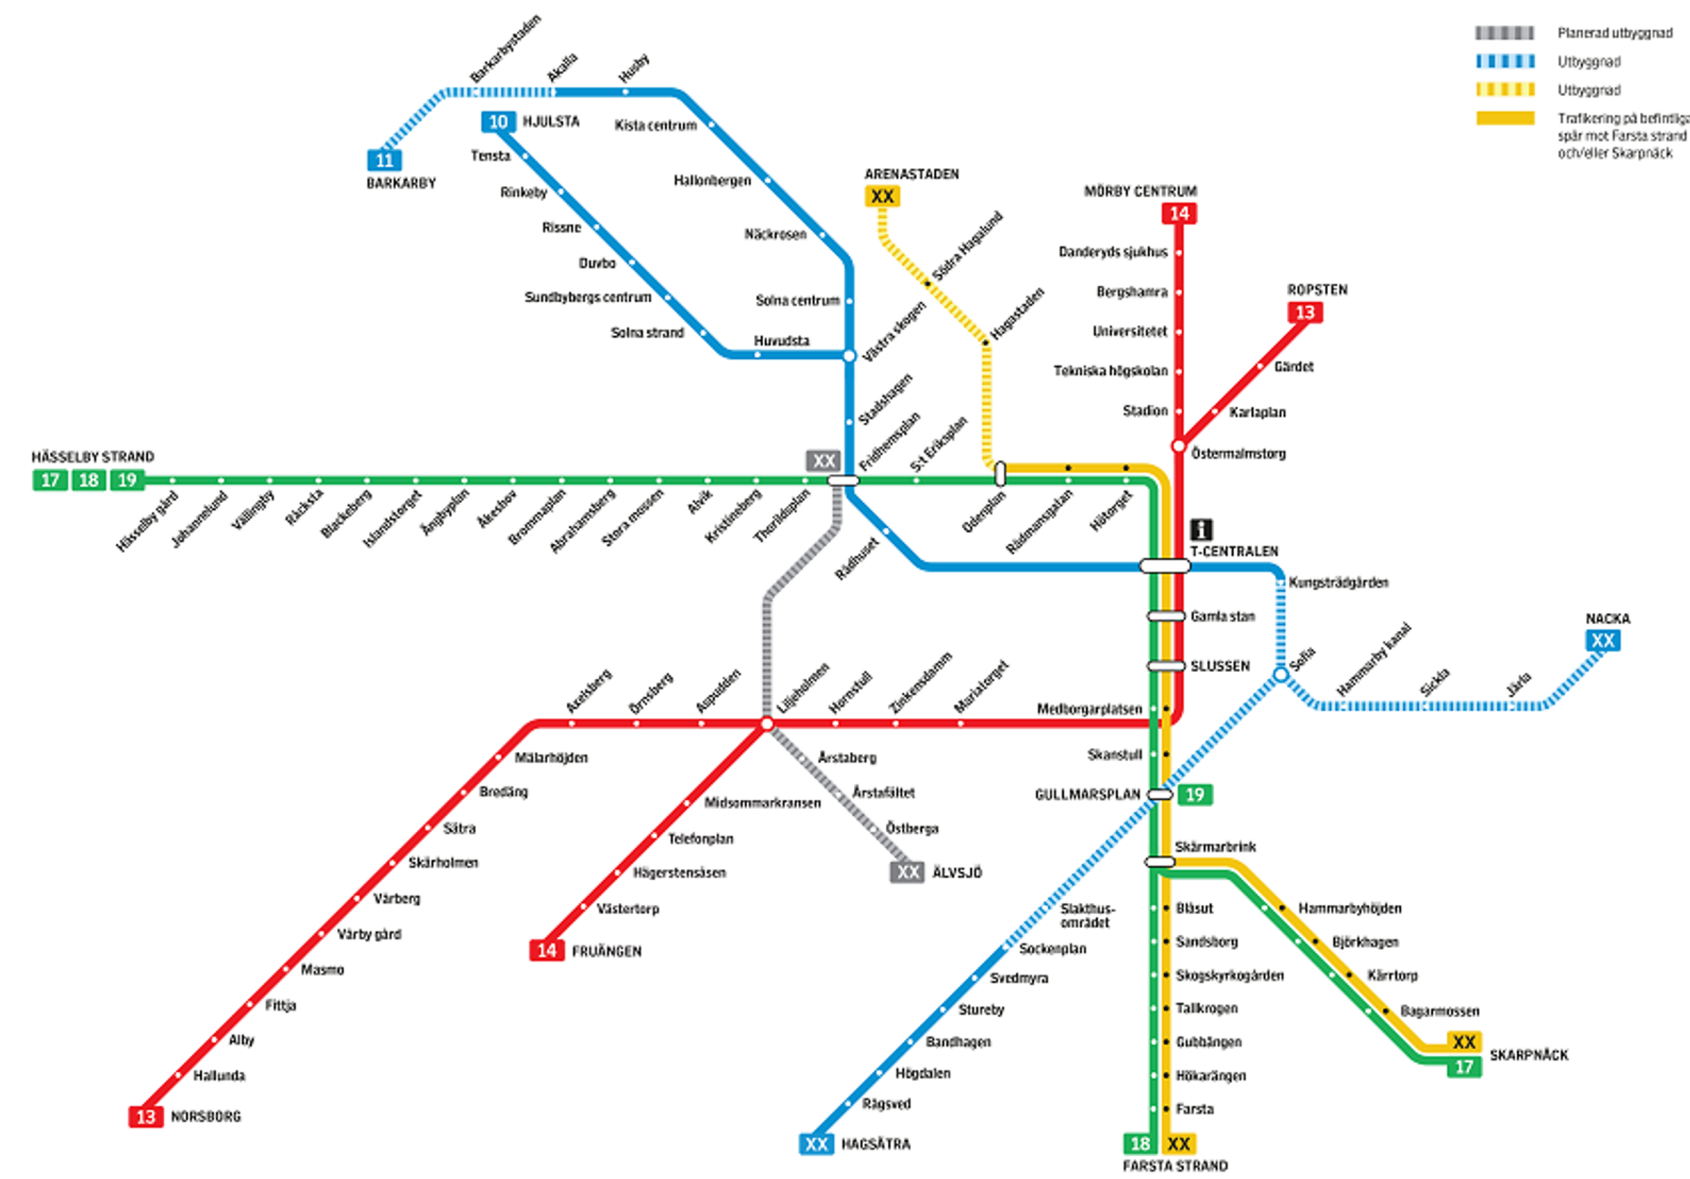 Planerad utbyggnad
Utbyggnad
Utbyggnad
Trafikering på befintliga
spår mot Farsta strand
och/eller Skarpnäck
Barkarbystaden
Akalla
Husby
10 HJULSTA
11
BARKARBY
Kista centrum
Tensta
Hallonbergen
Rinkeby
Rissne
Näckrosen
Duvbo
Sundbybergs centrum
Solna centrum
Solna strand
Huvudsta
Västra skogen
Stadshagen
Fridhemsplan
ARENASTADEN
XX
Södra Hagalund
Hagastaden
MÖRBY CENTRUM
14
Danderyds sjukhus
Bergshamra
Universitetet
Tekniska högskolan
Stadion
ROPSTEN
13
Gärdet
Karlaplan
Östermalmstorg
HÄSSELBY STRAND
17 18 19
Hässelby gård
Johannelund
Vällingby
Råcksta
Blackeberg
Islandstorget
Ängbyplan
Åkeshov
Brommaplan
Abrahamsberg
Stora mossen
Alvik
Kristineberg
Thorildsplan
XX
S:t Eriksplan
Odenplan
Rådmansgatan
Hötorget
Rådhuset
i
T-CENTRALEN
Kungsträdgården
Gamla stan
SLUSSEN
Medborgarplatsen
Skanstull
GULLMARSPLAN
19
Skärmarbrink
NACKA
XX
Sofia
Hammarby kanal
Sickla
Järla
Axelsberg
Örnsberg
Aspudden
Liljeholmen
Hornstull
Zinkensdamm
Mariatorget
Mälarhöjden
Bredäng
Sätra
Skärholmen
Vårberg
Vårby gård
Masmo
Fittja
Alby
Hallunda
13 NORSBORG
Midsommarkransen
Telefonplan
Hägerstensåsen
Västertorp
14 FRUÄNGEN
Årstaberg
Årstafältet
Östberga
XX ÄLVSJÖ
Slakthus-
området
Sockenplan
Svedmyra
Stureby
Bandhagen
Högdalen
Rågsved
XX HAGSÄTRA
Blåsut
Sandsborg
Skogskyrkogården
Tallkrogen
Gubbängen
Hökarängen
Farsta
18 XX
FARSTA STRAND
Hammarbyhöjden
Björkhagen
Kärrtorp
Bagarmossen
XX
17
SKARPNÄCK